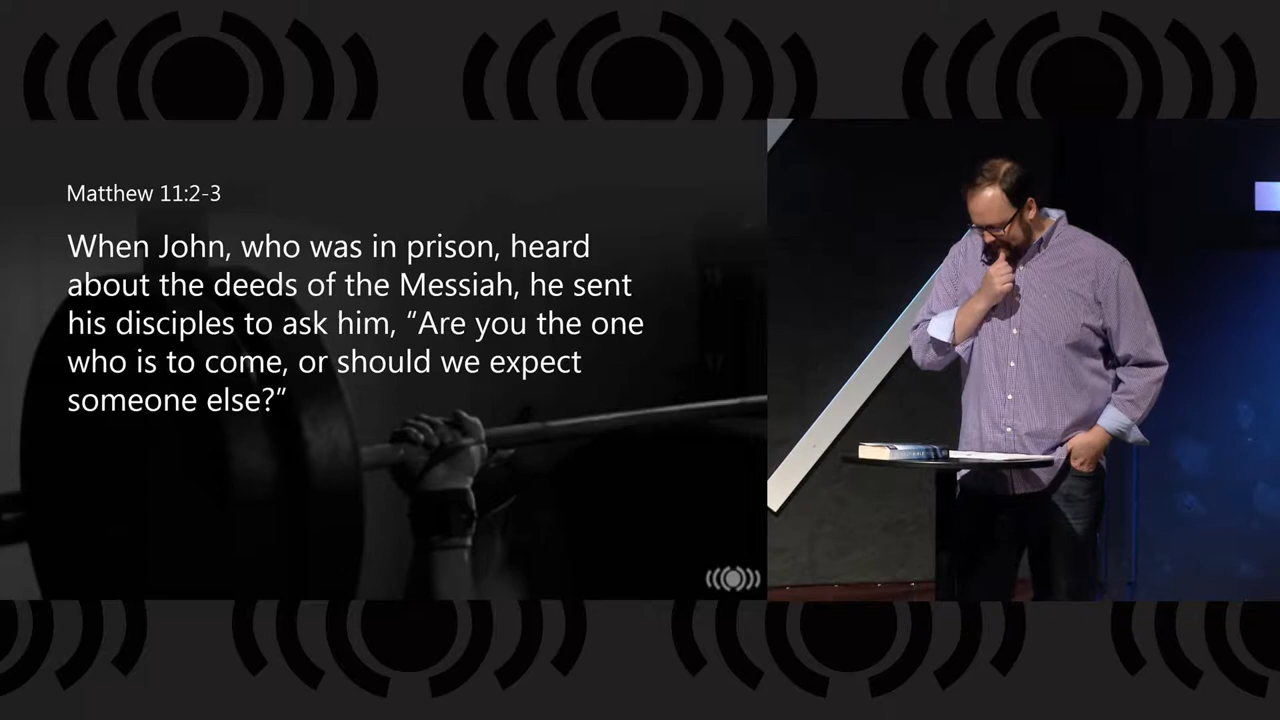 Matthew 11:2-3
When John, who was in prison, heard
about the deeds of the Messiah, he sent
his disciples to ask him, “Are you the one
who is to come, or should we expect
someone else?”